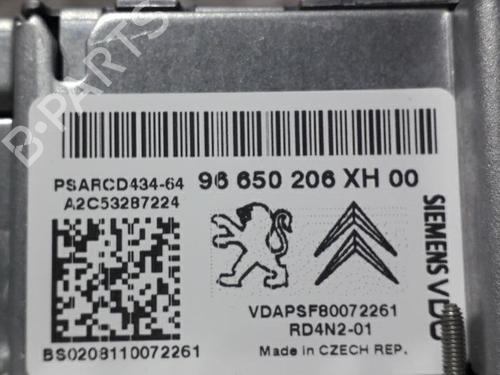 B-PARTS
PSARCD434-64 96 650 206 XH 00
A2C53287224
SIEMENS VDO
VDAPSF80072261
RD4N2-01
BS0208110072261 Made in CZECH REP.